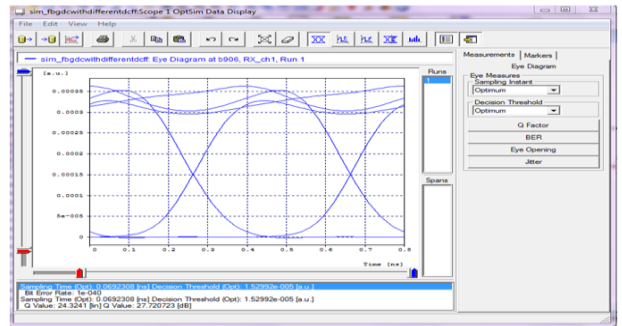 sim_fbgdcwithdifferentdcff:Scope 1 OptSim Data Display
File Edit View Help
sim_fbgdcwithdifferentdcff: Eye Diagram at b906, RX_ch1, Run 1
[a.u.]
0.00035
0.0003
0.00025
0.0002
0.00015
0.0001
5e-005
0
0 0.1 0.2 0.3 0.4 0.5 0.6 0.7 0.8
Time [ns]
Runs
1
Spans
Measurements Markers
Eye Diagram
Eye Measures
Sampling Instant
Optimum
Decision Threshold
Optimum
Q Factor
BER
Eye Opening
Jitter
Sampling Time (Opt): 0.0692308 [ns] Decision Threshold (Opt): 1.52992e-005 [a.u.]
Bit Error Rate: 1e-040
Sampling Time (Opt): 0.0692308 [ns] Decision Threshold (Opt): 1.52992e-005 [a.u.]
Q Value: 24.3241 [lin] Q Value: 27.720723 [dB]